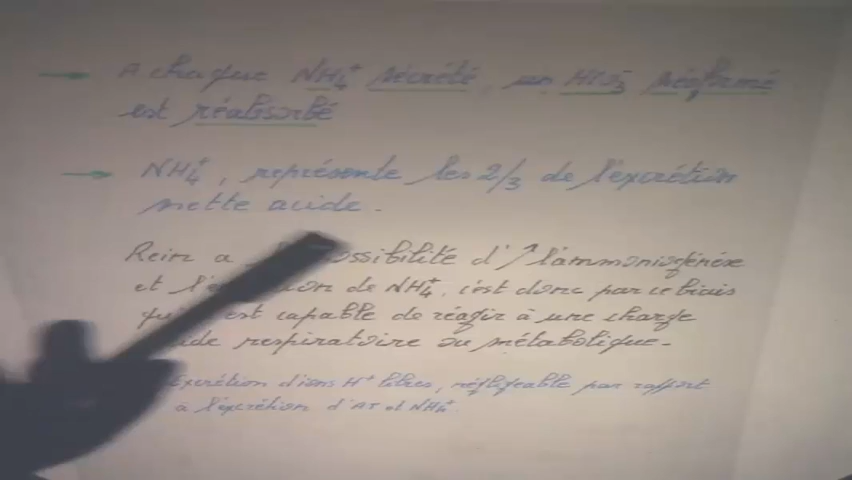 → A chaque NH4+ sécrété, un HCO3- néoformé
est réabsorbé
→ NH4+, représente les 2/3 de l'excrétion
nette acide.
Rein a possibilité d'↗ l'ammoniogénèse
et de NH4+, c'est donc par ce biais
est capable de réagir à une charge
respiratoire ou métabolique.
Excrétion d'ions H+ libres, négligeable par rapport
à l'excrétion d'AT et NH4+.